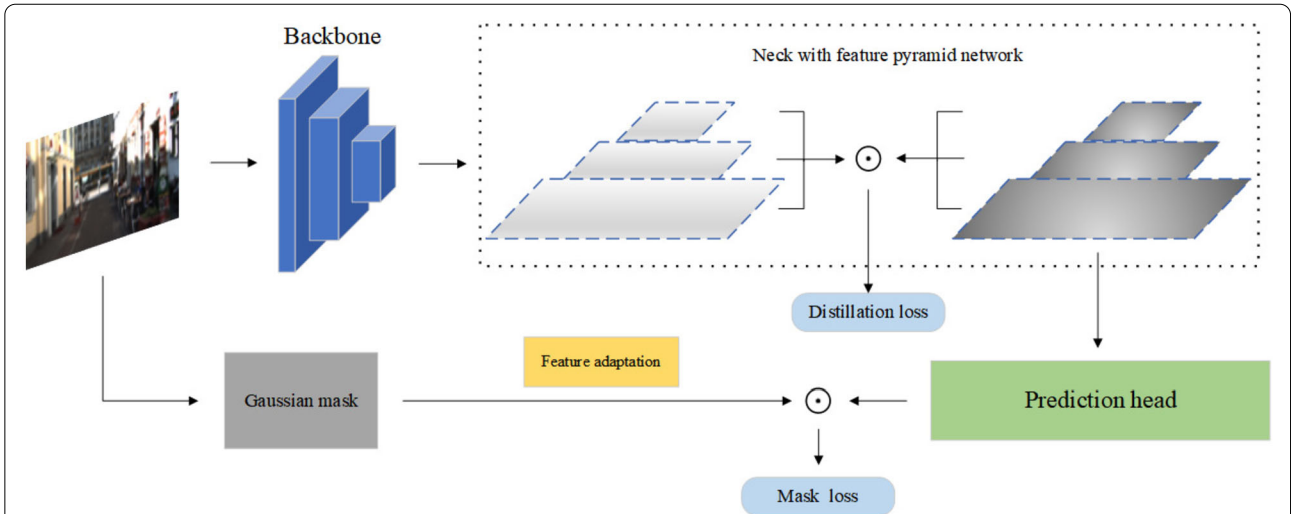 Backbone
Neck with feature pyramid network
Distillation loss
Feature adaptation
Gaussian mask
Prediction head
Mask loss